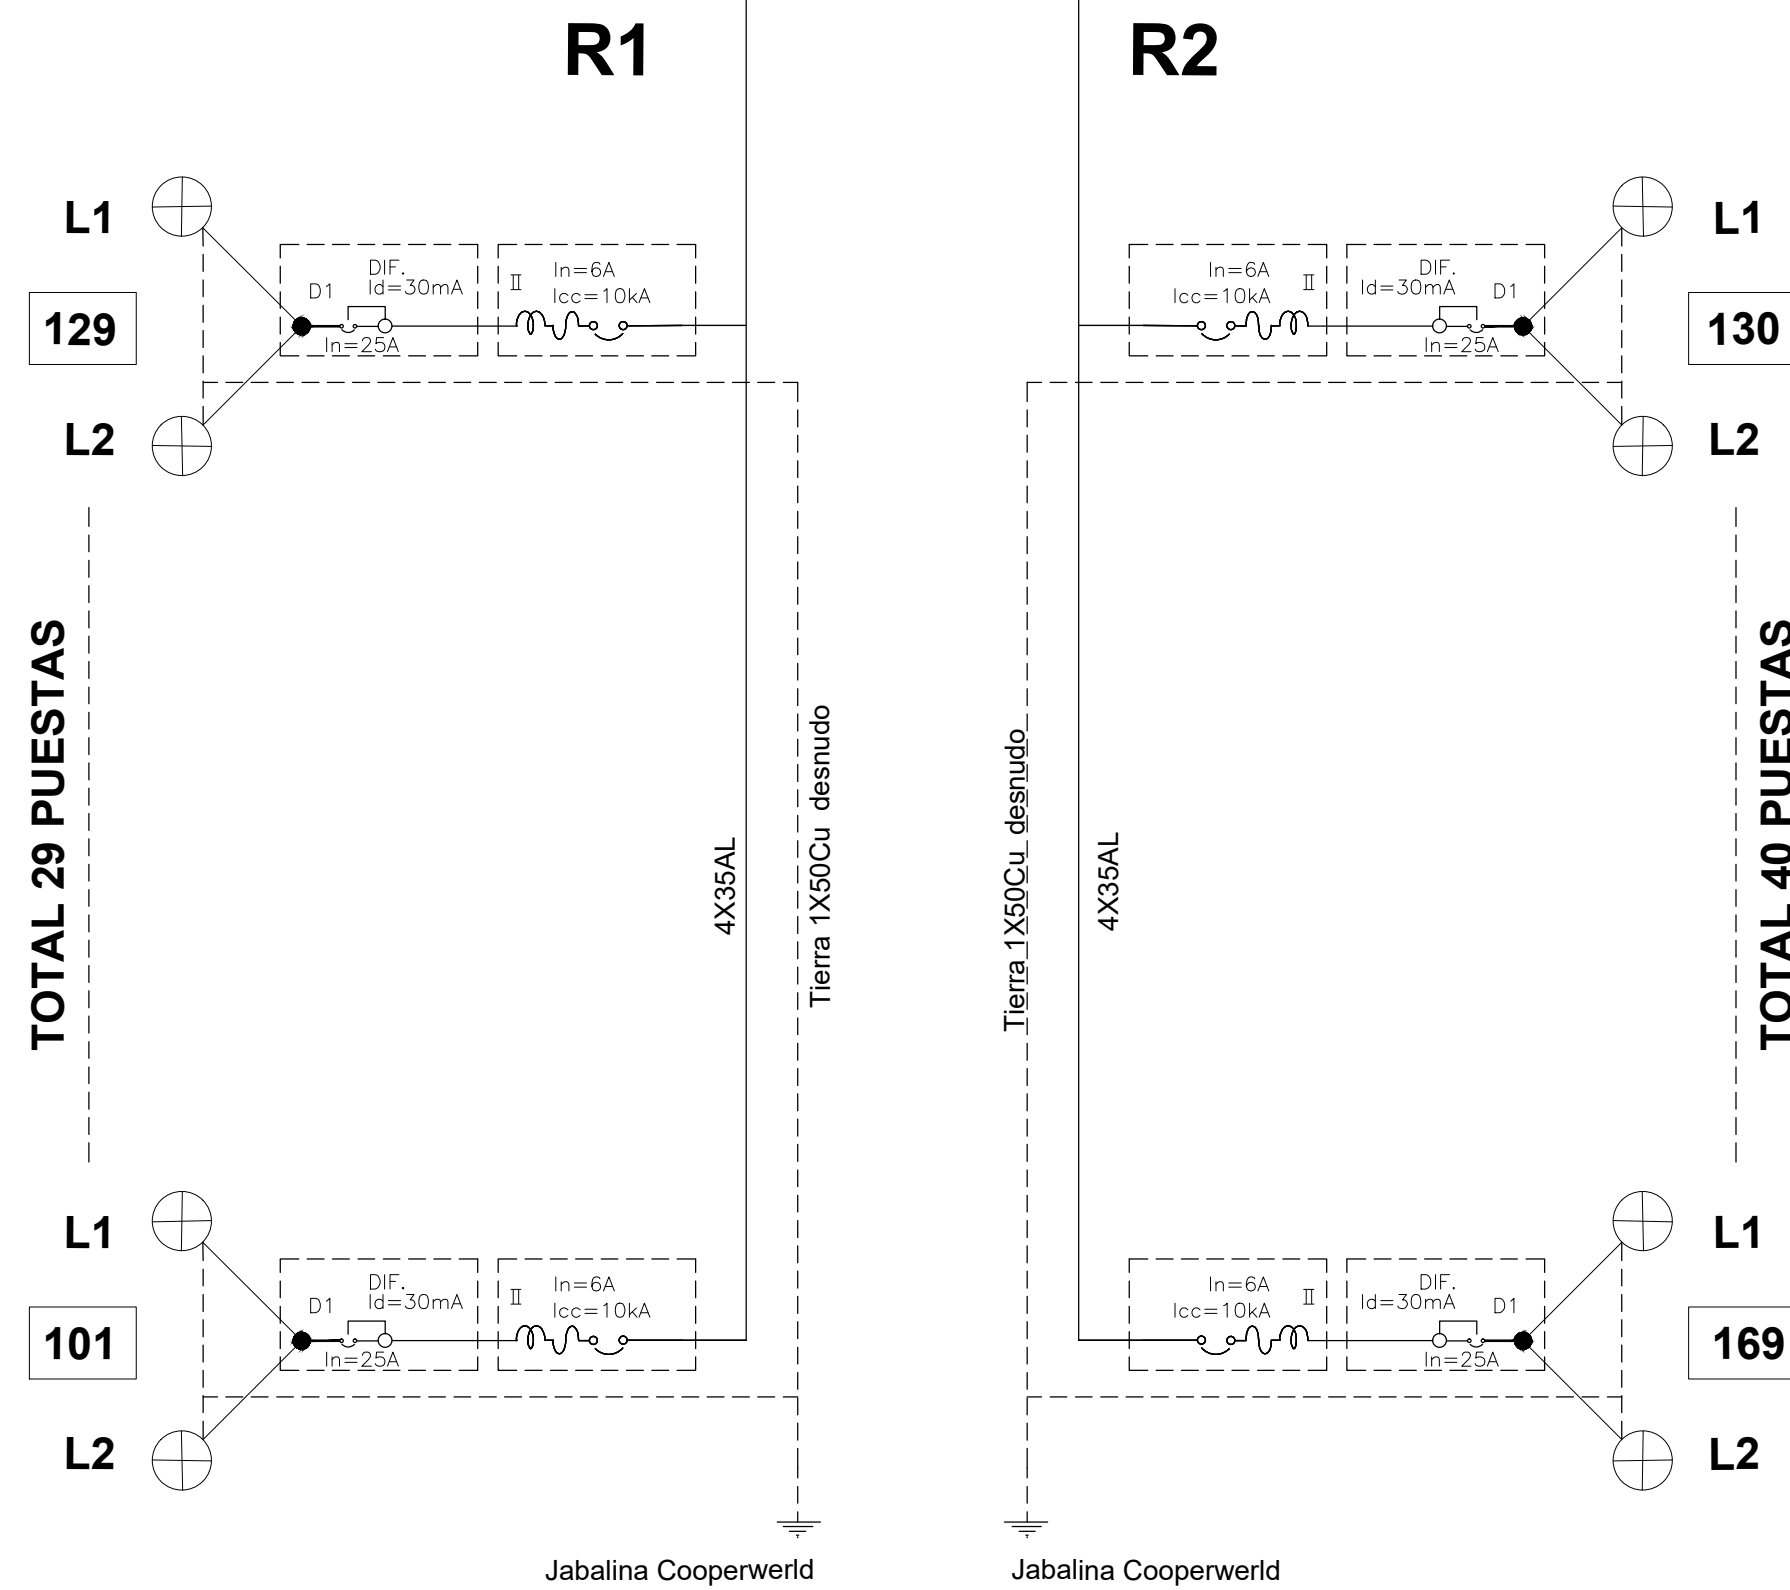 R1
R2
L1
DIF.
Id=30mA
D1
In=25A
II
In=6A
Icc=10kA
129
L2
In=6A
Icc=10kA
II
DIF.
Id=30mA
D1
In=25A
L1
130
L2
TOTAL 29 PUESTAS
4X35AL
Tierra 1X50Cu desnudo
Tierra 1X50Cu desnudo
4X35AL
TOTAL 40 PUESTAS
L1
DIF.
Id=30mA
D1
In=25A
II
In=6A
Icc=10kA
101
L2
In=6A
Icc=10kA
II
DIF.
Id=30mA
D1
In=25A
L1
169
L2
Jabalina Cooperwerld
Jabalina Cooperwerld